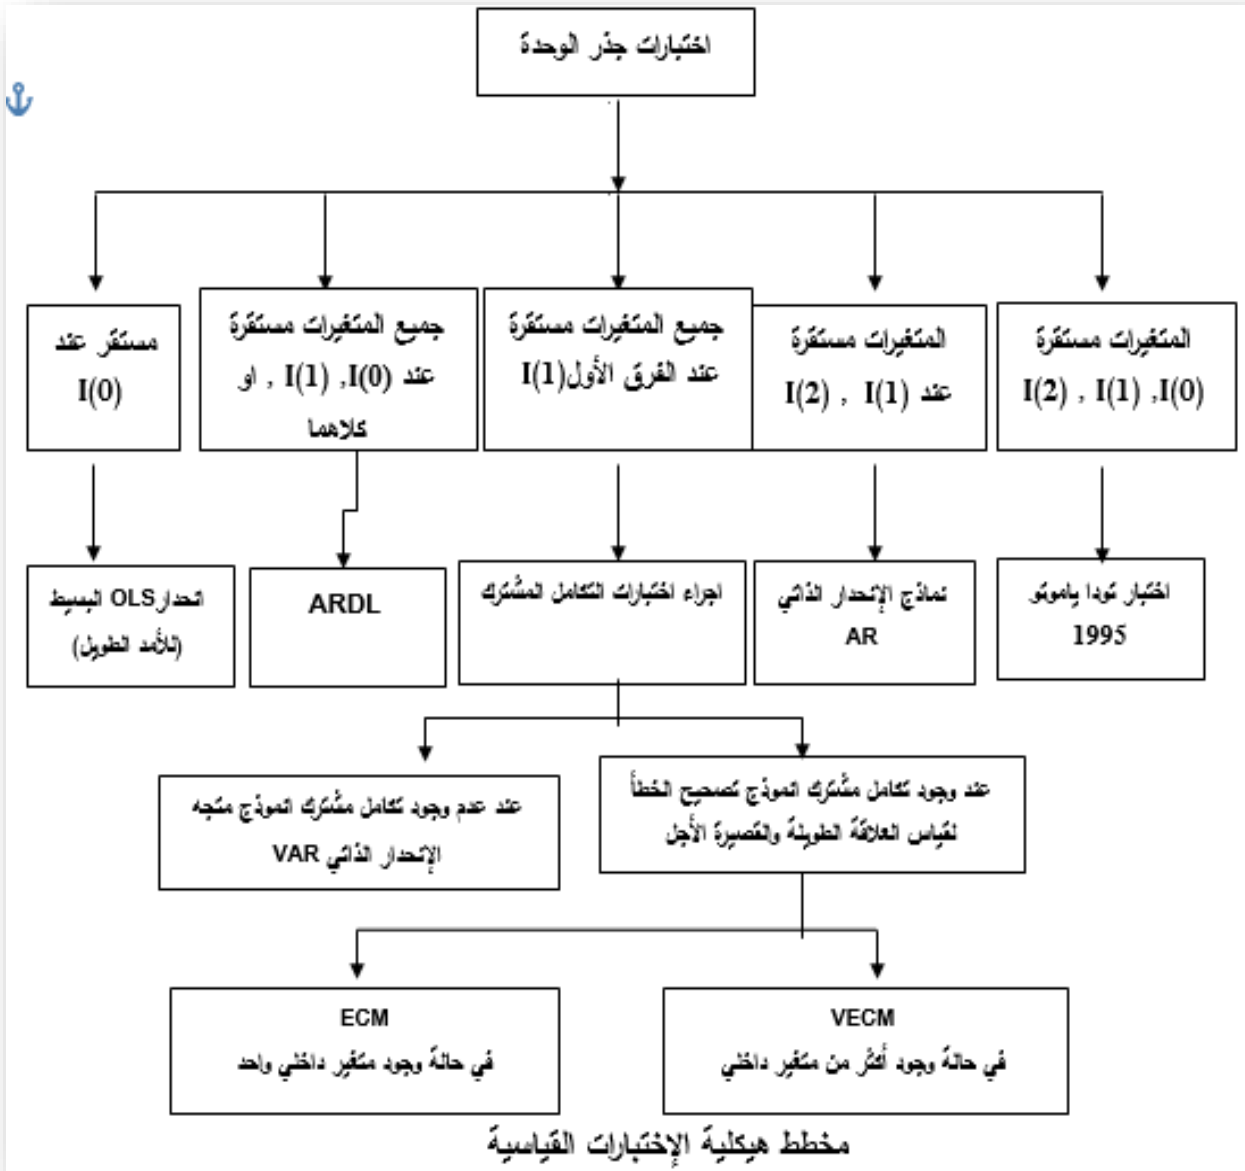 اختبارات جذر الوحدة
المتغيرات مستقرة
I(2) , I(1) ,I(0)
المتغيرات مستقرة
عند I(2) , I(1)
جميع المتغيرات مستقرة
عند الفرق الأول I(1)
جميع المتغيرات مستقرة
عند I(1) ,I(0) , او
كلاهما
مستقر عند
I(0)
اختبار تودا ياموتو
1995
نماذج الإنحدار الذاتي
AR
اجراء اختبارات التكامل المشترك
ARDL
انحدار OLS البسيط
(للأمد الطويل)
عند وجود تكامل مشترك انموذج تصحيح الخطأ
لقياس العلاقة الطويلة والقصيرة الأجل
عند عدم وجود تكامل مشترك انموذج متجه
الإنحدار الذاتي VAR
VECM
في حالة وجود أكثر من متغير داخلي
ECM
في حالة وجود متغير داخلي واحد
مخطط هيكلية الإختبارات القياسية